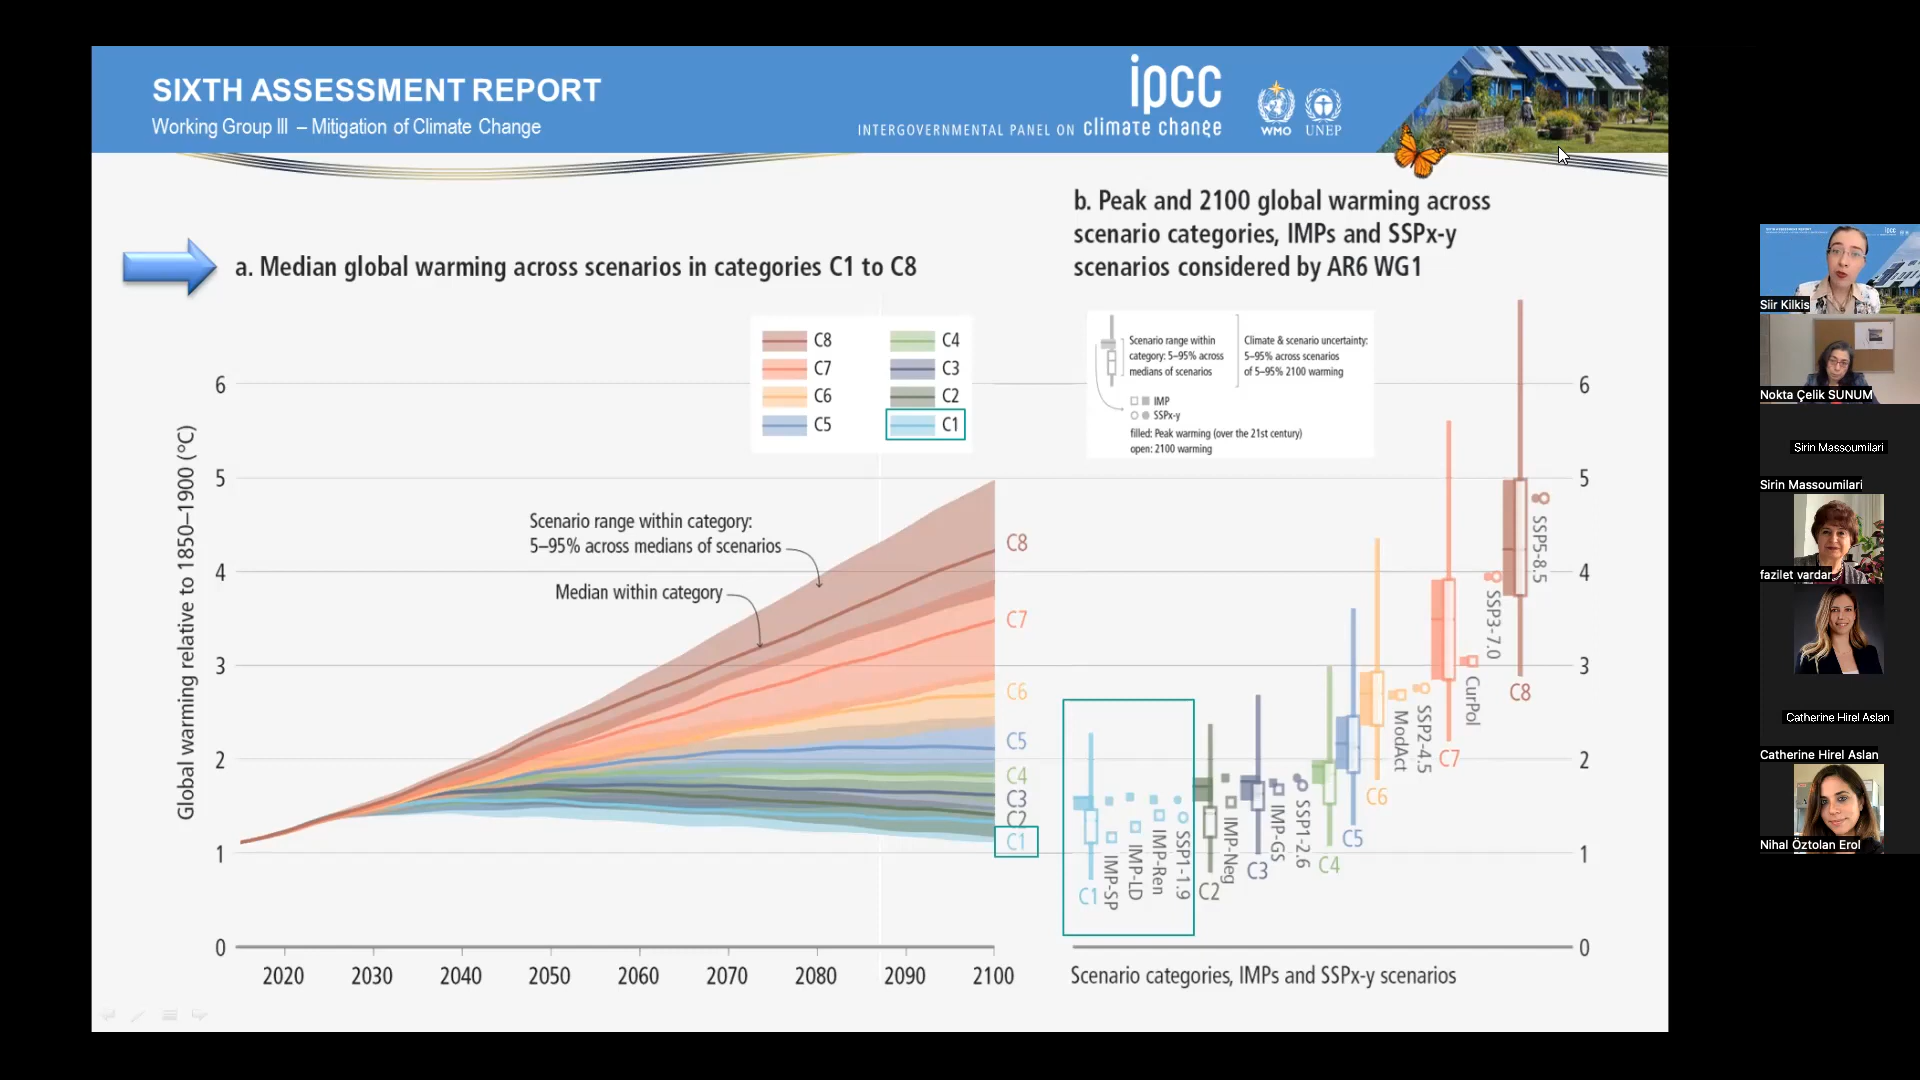 SIXTH ASSESSMENT REPORT
Working Group III – Mitigation of Climate Change
ipcc
INTERGOVERNMENTAL PANEL ON climate change
WMO
UNEP
a. Median global warming across scenarios in categories C1 to C8
C8
C4
C7
C3
C6
C2
C5
C1
Global warming relative to 1850–1900 (°C)
6
5
4
3
2
1
0
Scenario range within category:
5–95% across medians of scenarios
Median within category
C8
C7
C6
C5
C4
C3
C2
C1
2020
2030
2040
2050
2060
2070
2080
2090
2100
b. Peak and 2100 global warming across
scenario categories, IMPs and SSPx-y
scenarios considered by AR6 WG1
Scenario range within
category: 5–95% across
medians of scenarios
Climate & scenario uncertainty:
5–95% across scenarios
of 5–95% 2100 warming
IMP
SSPx-y
filled: Peak warming (over the 21st century)
open: 2100 warming
6
5
4
3
2
1
0
C1
IMP-SP
IMP-LD
IMP-Ren
SSP1-1.9
C2
IMP-Neg
C3
IMP-GS
SSP1-2.6
C4
C5
C6
ModAct
SSP2-4.5
C7
CurPol
SSP3-7.0
C8
SSP5-8.5
Scenario categories, IMPs and SSPx-y scenarios
Siir Kilkis
Nokta Çelik SUNUM
Sirin Massoumilari
Sirin Massoumilari
fazilet vardar
Catherine Hirel Aslan
Catherine Hirel Aslan
Nihal Öztolan Erol